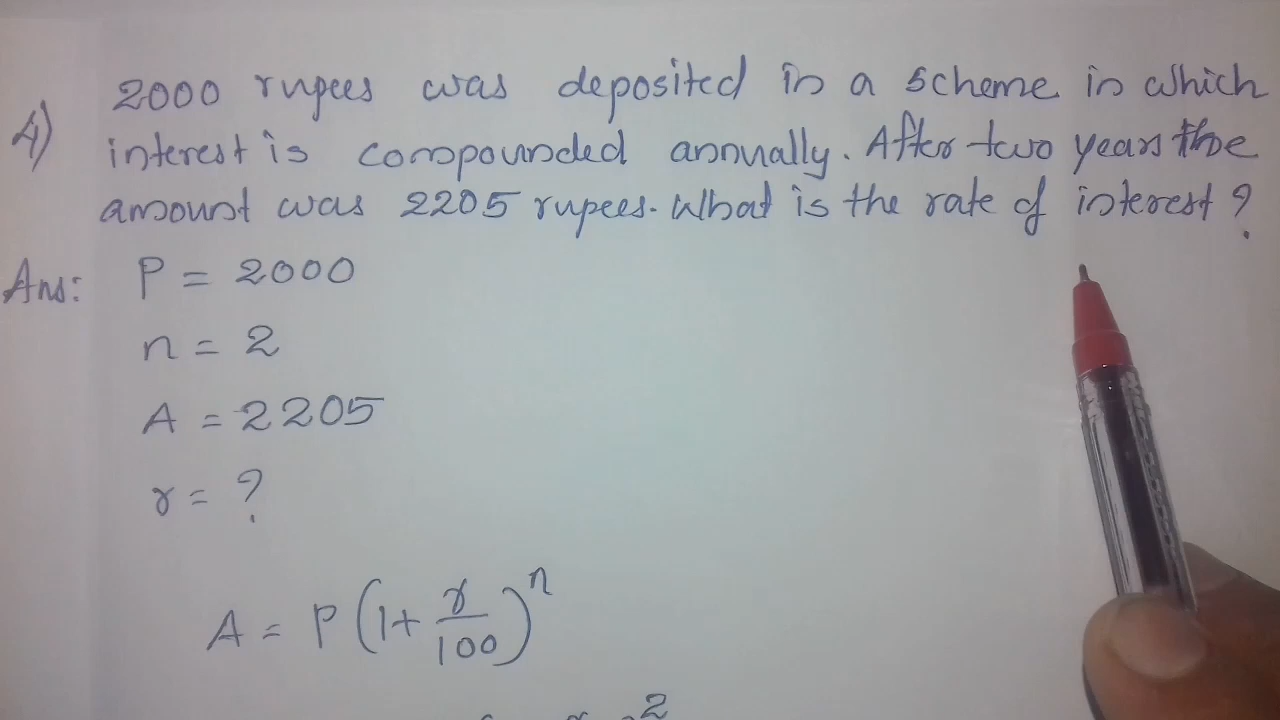 4) 2000 rupees was deposited in a scheme in which
interest is compounded annually. After two years the
amount was 2205 rupees. What is the rate of interest?
Ans: P = 2000
n = 2
A = 2205
r = ?
A = P(1+ r/100)^n
2